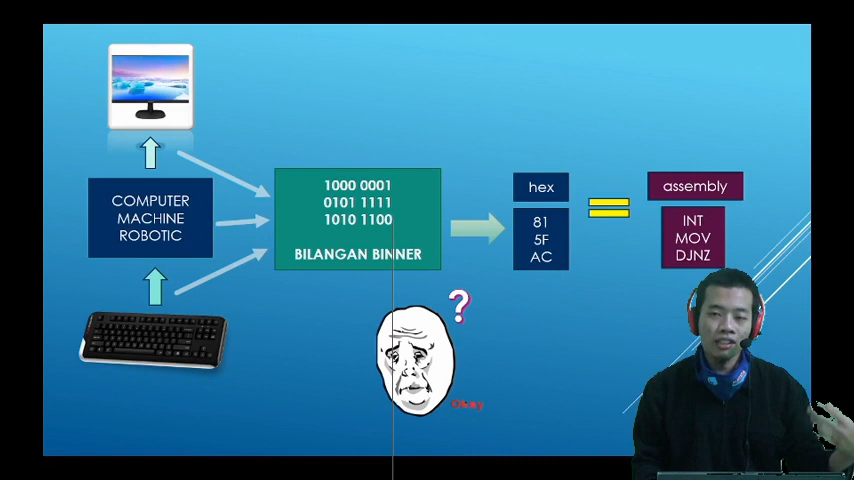 COMPUTER
MACHINE
ROBOTIC
1000 0001
0101 1111
1010 1100
BILANGAN BINNER
hex
81
5F
AC
assembly
INT
MOV
DJNZ
?
Okay